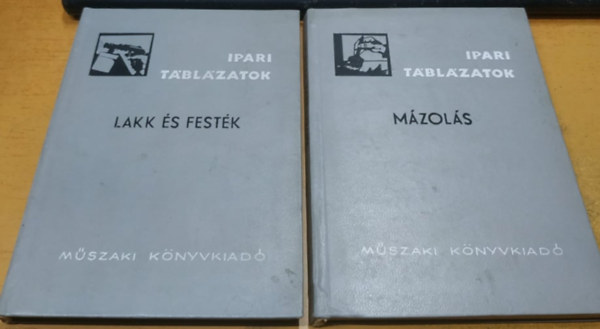 IPARI
TÁBLÁZATOK
LAKK ÉS FESTÉK
MŰSZAKI KÖNYVKIADÓ
IPARI
TÁBLÁZATOK
MÁZOLÁS
MŰSZAKI KÖNYVKIADÓ